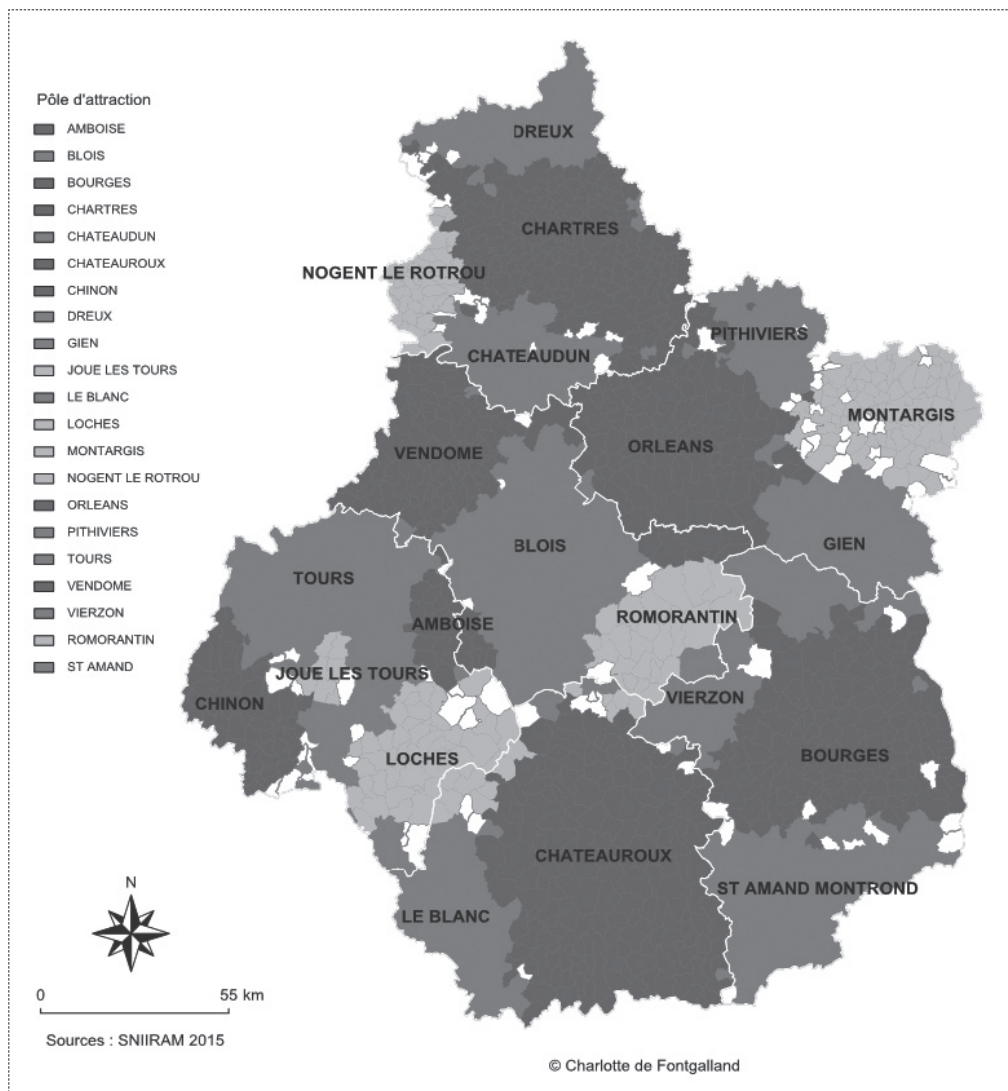 Pôle d'attraction
AMBOISE
BLOIS
BOURGES
CHARTRES
CHATEAUDUN
CHATEAUROUX
CHINON
DREUX
GIEN
JOUE LES TOURS
LE BLANC
LOCHES
MONTARGIS
NOGENT LE ROTROU
ORLEANS
PITHIVIERS
TOURS
VENDOME
VIERZON
ROMORANTIN
ST AMAND
DREUX
CHARTRES
NOGENT LE ROTROU
PITHIVIERS
CHATEAUDUN
MONTARGIS
ORLEANS
VENDOME
BLOIS
GIEN
TOURS
ROMORANTIN
AMBOISE
JOUE LES TOURS
CHINON
VIERZON
LOCHES
BOURGES
CHATEAUROUX
ST AMAND MONTROND
LE BLANC
N
0 55 km
Sources : SNIIRAM 2015
© Charlotte de Fontgalland